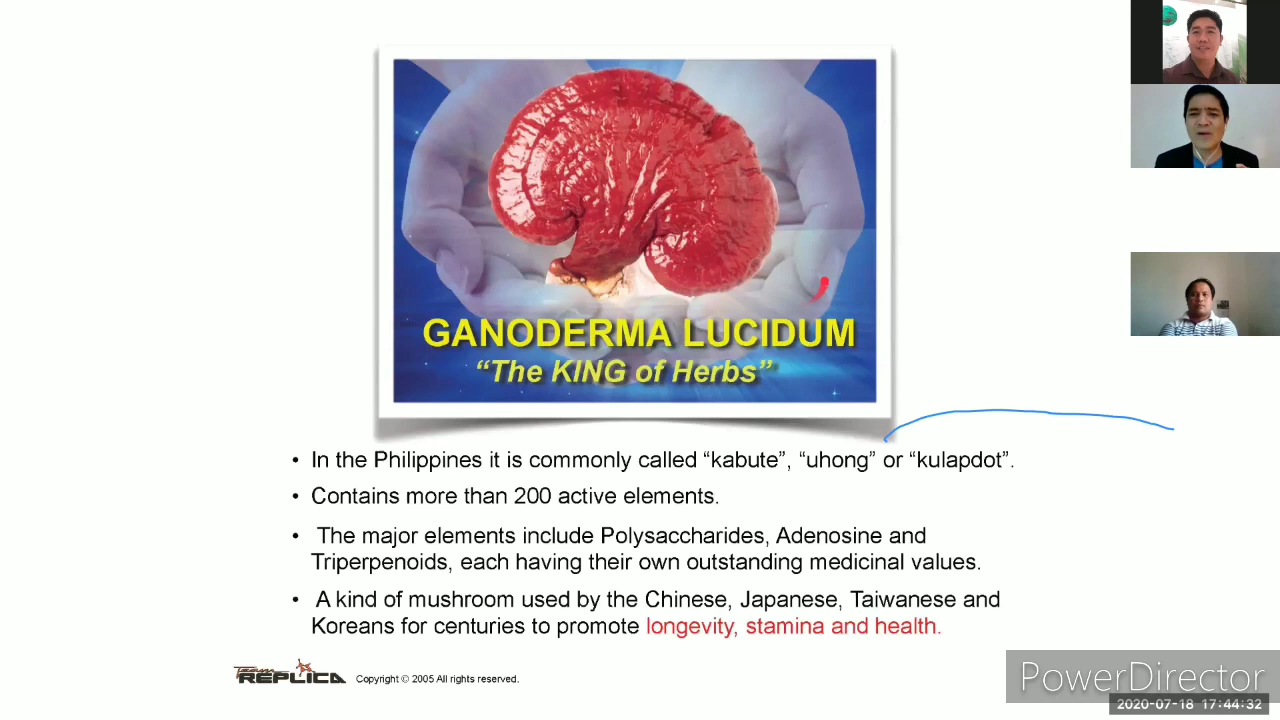 GANODERMA LUCIDUM
“The KING of Herbs”
• In the Philippines it is commonly called “kabute”, “uhong” or “kulapdot”.
• Contains more than 200 active elements.
• The major elements include Polysaccharides, Adenosine and
Triperpenoids, each having their own outstanding medicinal values.
• A kind of mushroom used by the Chinese, Japanese, Taiwanese and
Koreans for centuries to promote longevity, stamina and health.
Team
REPLICA Copyright © 2005 All rights reserved.
PowerDirector
2020-07-18 17:44:32